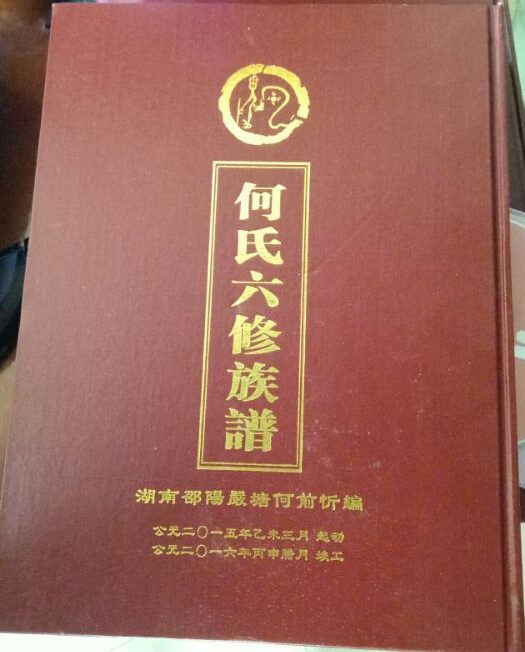 何氏六修族譜
湖南邵陽嚴塘何前忻編
公元二〇一五年乙未三月 起动
公元二〇一六年丙申腊月 竣工